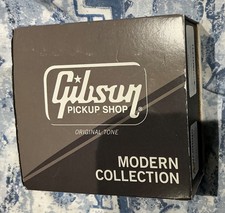 Gibson
PICKUP SHOP
ORIGINAL TONE
MODERN
COLLECTION